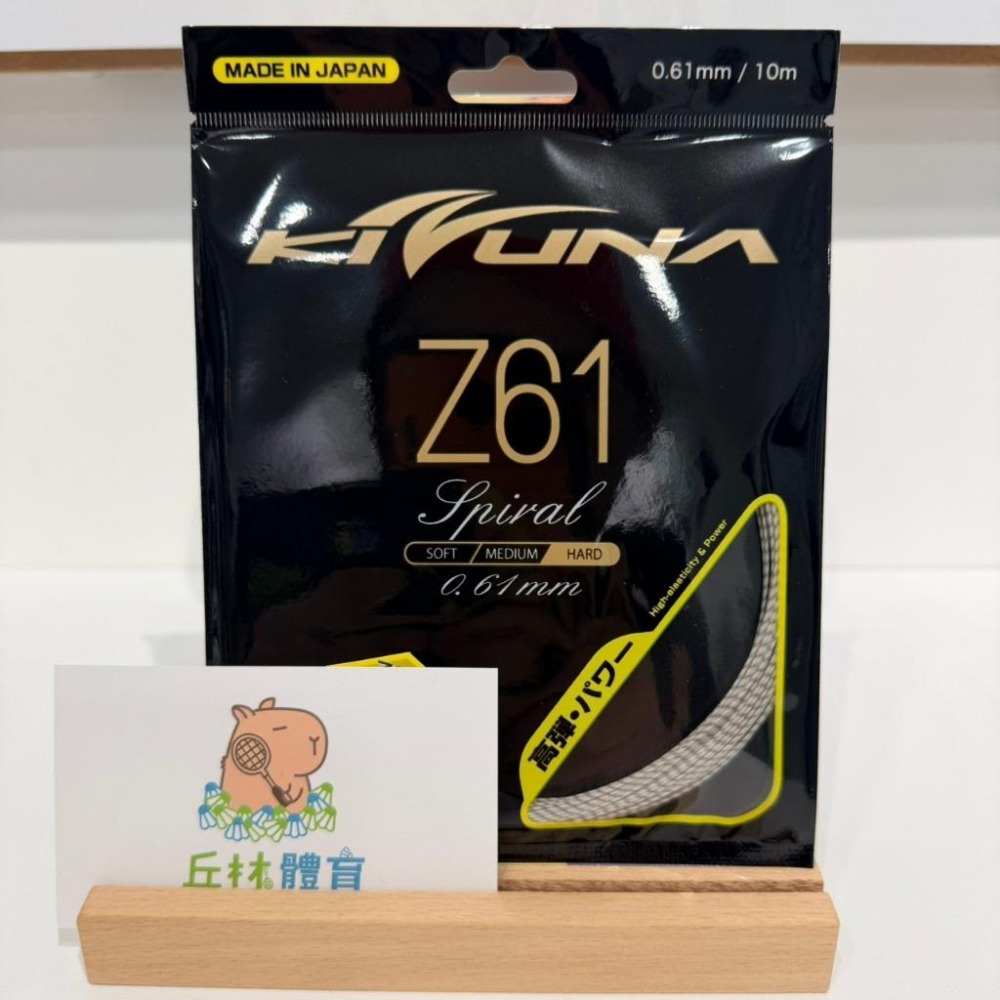 MADE IN JAPAN
0.61mm / 10m
KIZUNA
Z61
Spiral
SOFT / MEDIUM / HARD
0.61mm
High-elasticity & Power
高弾・パワー
乒林體育